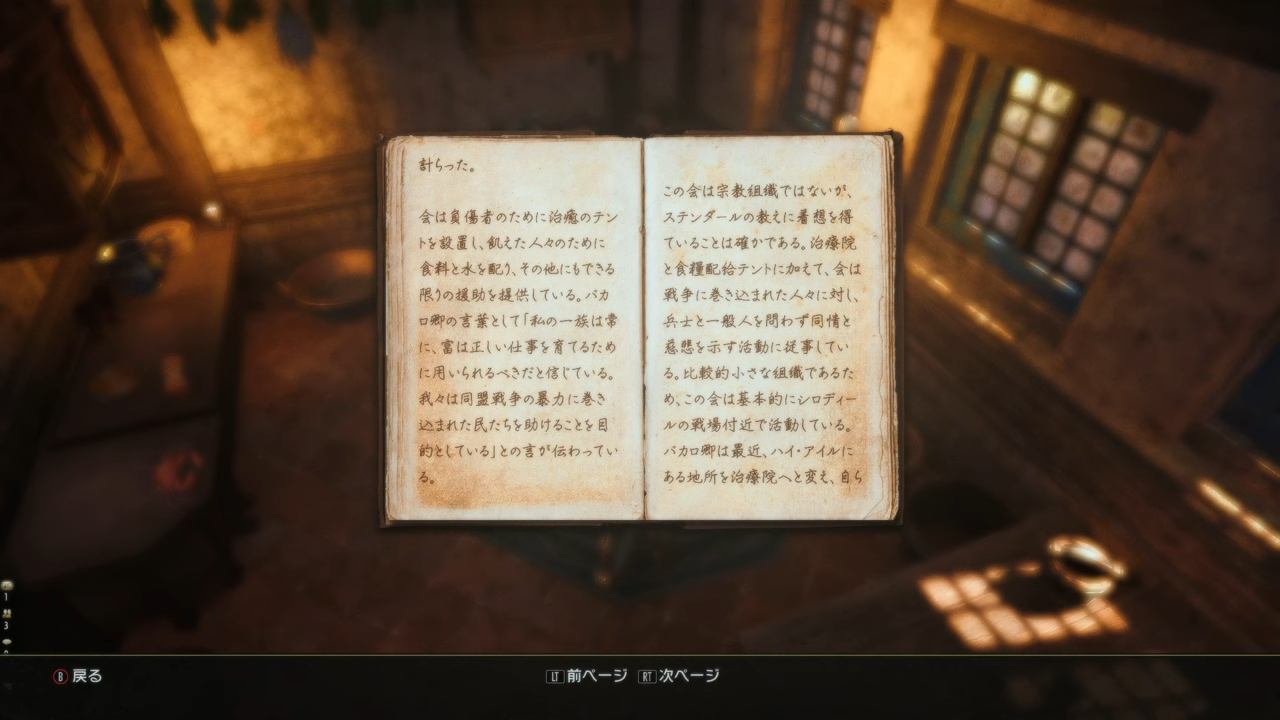 計らった。
会は負傷者のために治癒のテン
トを設置し、飢えた人々のために
食料と水を配り、その他にもできる
限りの援助を提供している。バカ
ロ卿の言葉として「私の一族は常
に、富は正しい仕事を育てるため
に用いられるべきだと信じている。
我々は同盟戦争の暴力に巻き
込まれた民たちを助けることを目
的としている」との言が伝わってい
る。
この会は宗教組織ではないが、
ステンダールの教えに着想を得
ていることは確かである。治療院
と食糧配給テントに加えて、会は
戦争に巻き込まれた人々に対し、
兵士と一般人を問わず同情と
慈悲を示す活動に従事してい
る。比較的小さな組織であるた
め、この会は基本的にシロディー
ルの戦場付近で活動している。
バカロ卿は最近、ハイ・アイルに
ある地所を治療院へと変え、自ら
1
3
B 戻る
LT 前ページ RT 次ページ